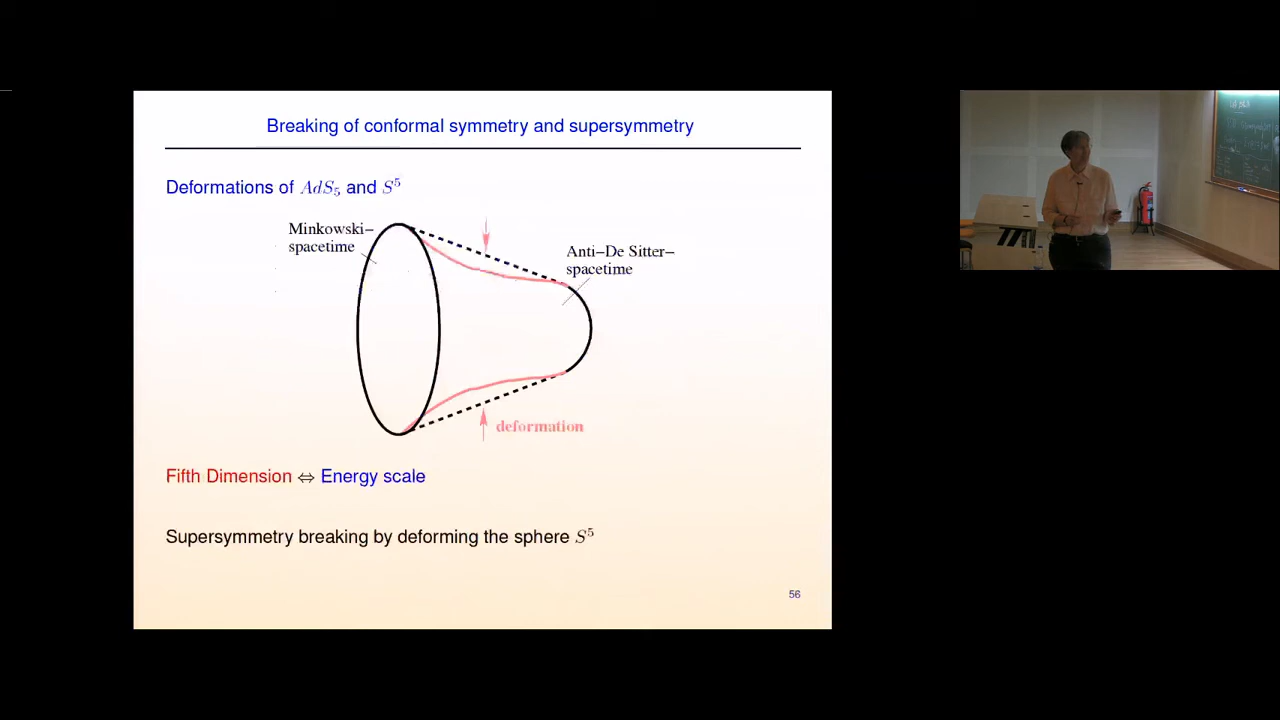 Breaking of conformal symmetry and supersymmetry
Deformations of AdS₅ and S⁵
Minkowski−
spacetime
Anti−De Sitter−
spacetime
deformation
Fifth Dimension ⇔ Energy scale
Supersymmetry breaking by deforming the sphere S⁵
56